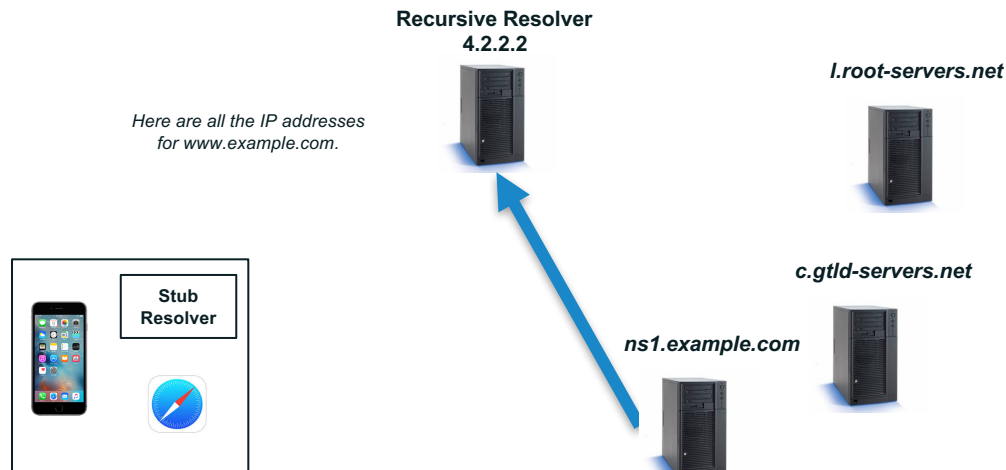 Recursive Resolver
4.2.2.2
l.root-servers.net
Here are all the IP addresses
for www.example.com.
c.gtld-servers.net
Stub
Resolver
ns1.example.com